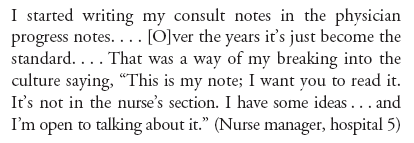 I started writing my consult notes in the physician
progress notes. . . . [O]ver the years it’s just become the
standard. . . . That was a way of my breaking into the
culture saying, “This is my note; I want you to read it.
It’s not in the nurse’s section. I have some ideas . . . and
I’m open to talking about it.” (Nurse manager, hospital 5)